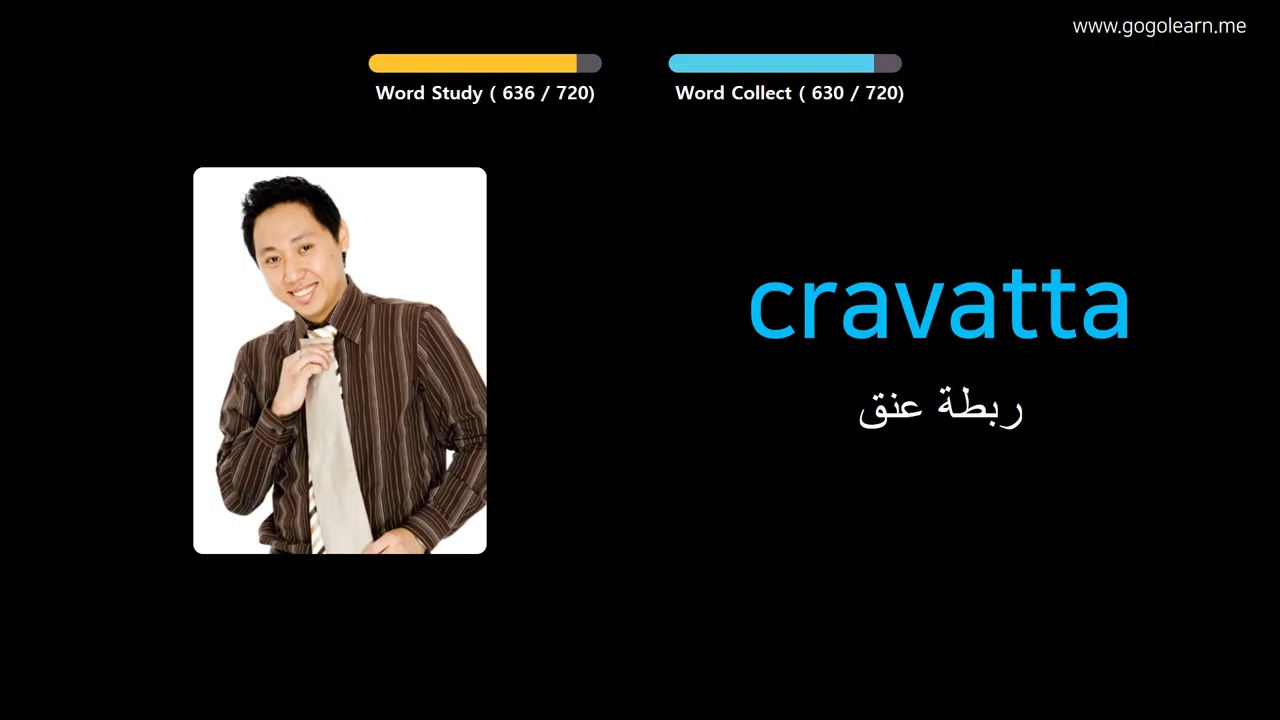 www.gogolearn.me
Word Study ( 636 / 720)
Word Collect ( 630 / 720)
cravatta
ربطة عنق